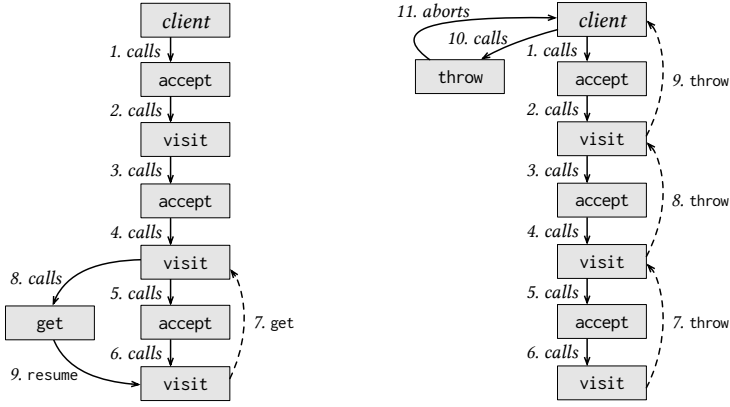 client
1. calls
accept
2. calls
visit
3. calls
accept
4. calls
visit
8. calls
5. calls
get
accept
7. get
6. calls
9. resume
visit
11. aborts
client
10. calls
1. calls
throw
accept
9. throw
2. calls
visit
3. calls
accept
8. throw
4. calls
visit
5. calls
accept
7. throw
6. calls
visit